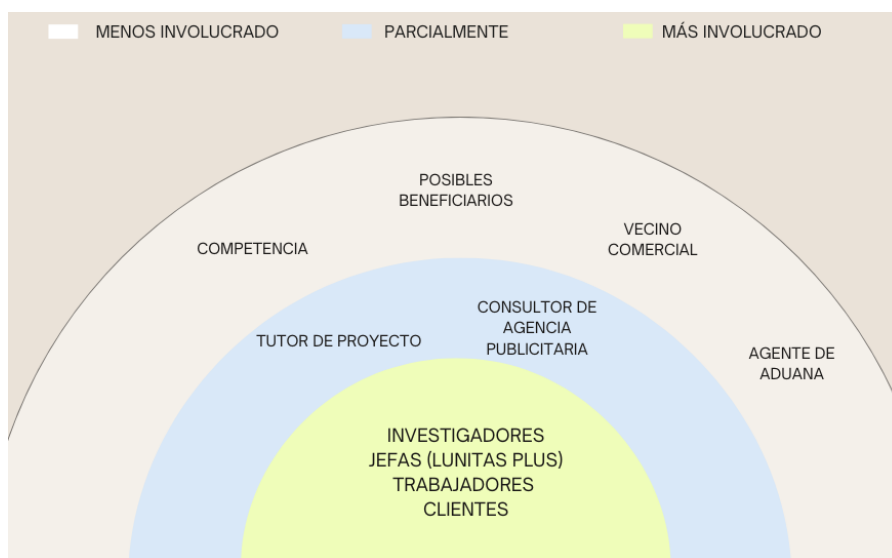 MENOS INVOLUCRADO
PARCIALMENTE
MÁS INVOLUCRADO
POSIBLES
BENEFICIARIOS
COMPETENCIA
VECINO
COMERCIAL
TUTOR DE PROYECTO
CONSULTOR DE
AGENCIA
PUBLICITARIA
AGENTE DE
ADUANA
INVESTIGADORES
JEFAS (LUNITAS PLUS)
TRABAJADORES
CLIENTES